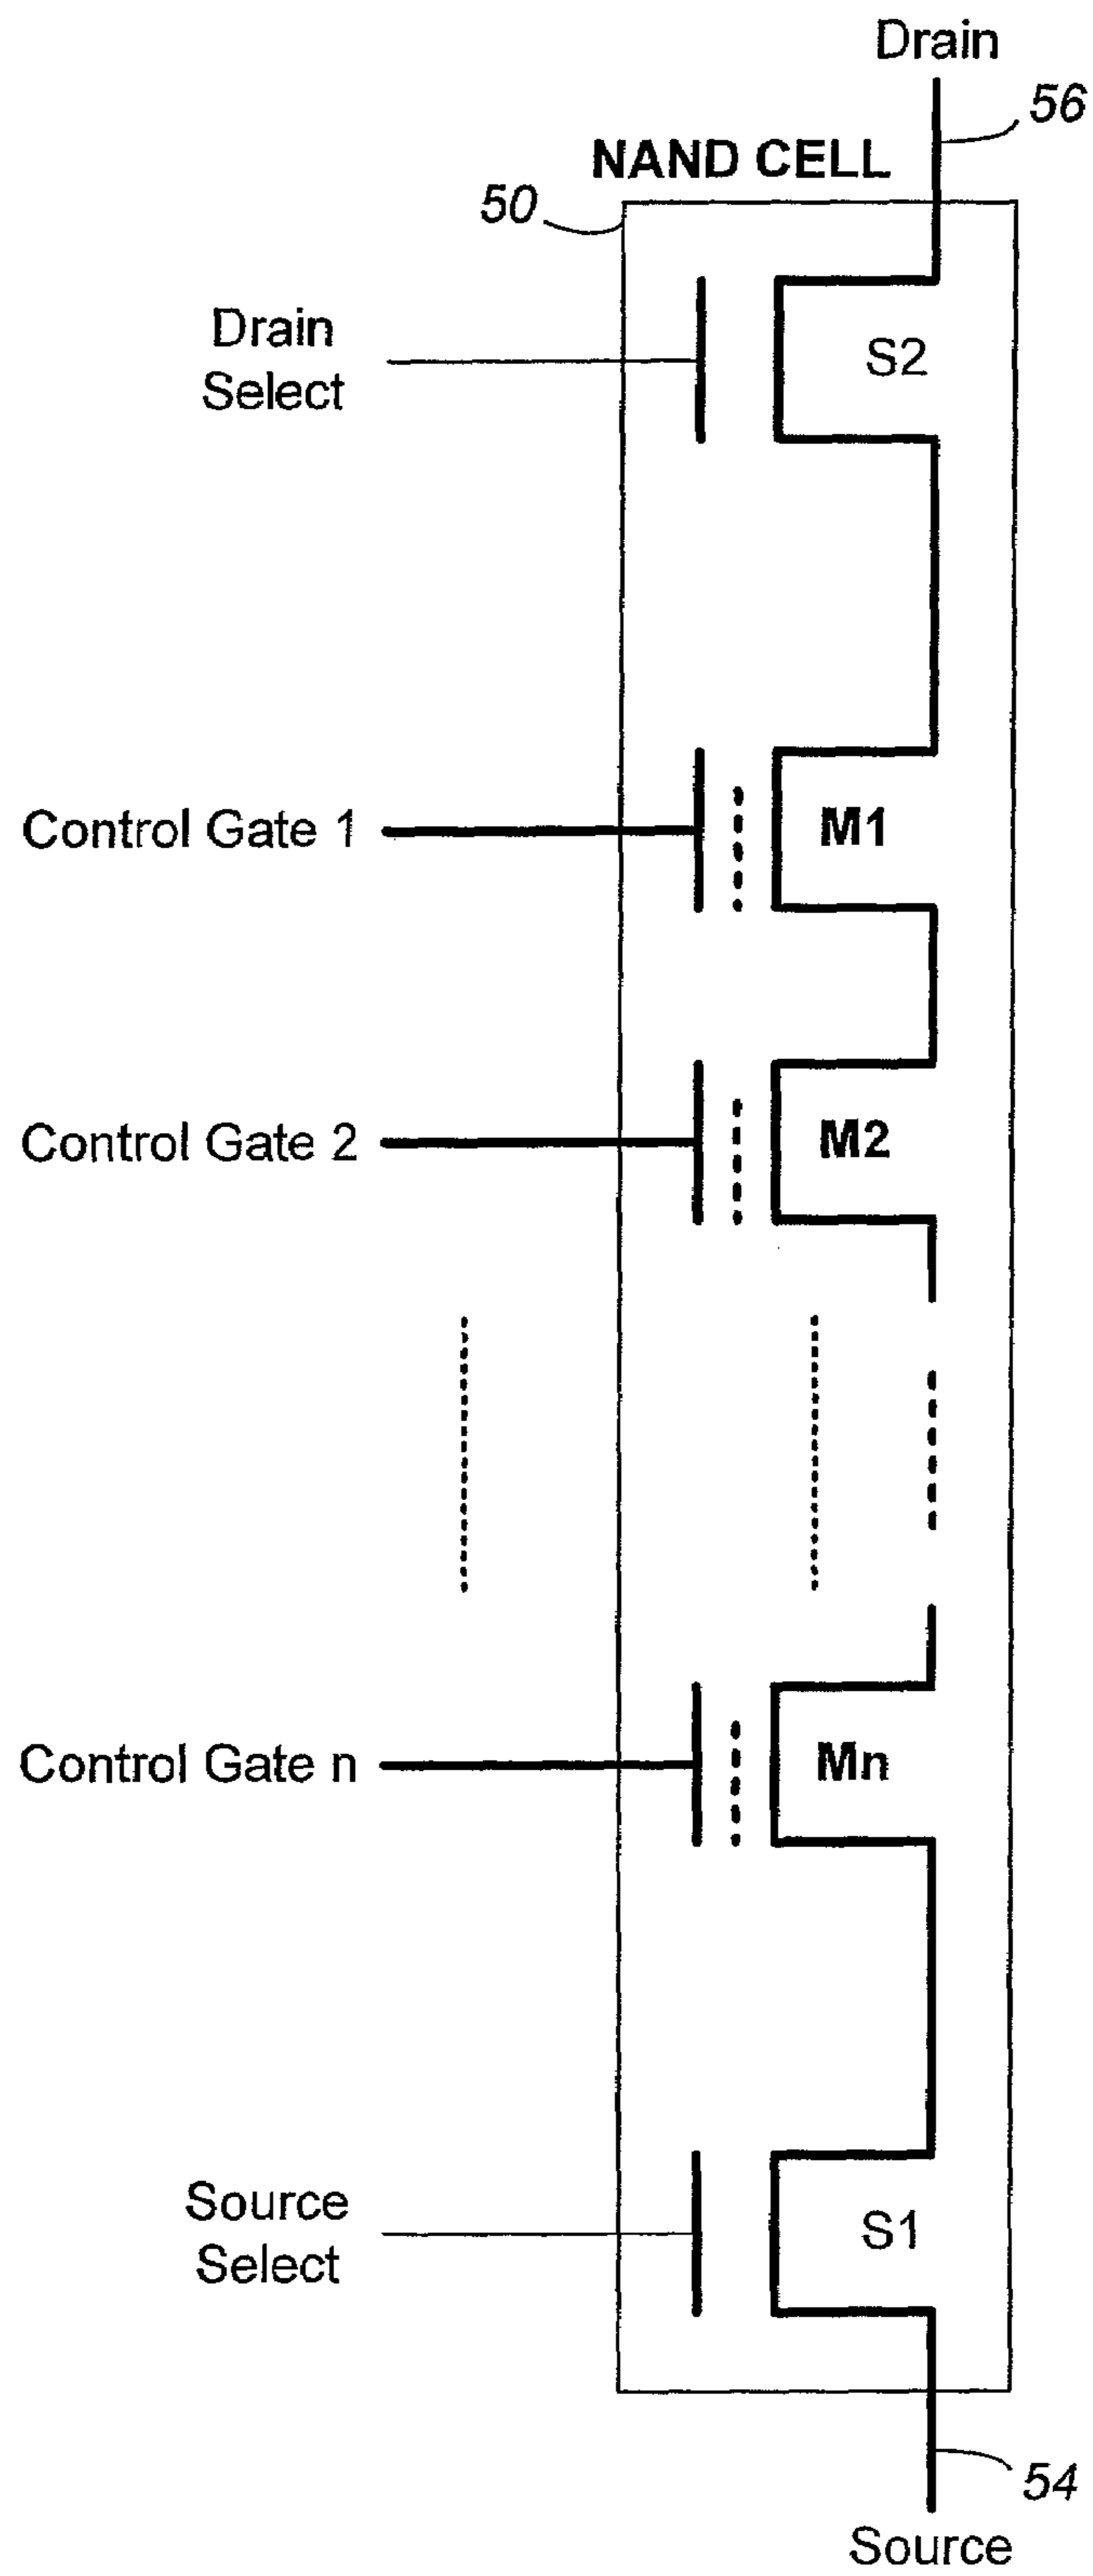 Drain
56
NAND CELL
50
Drain
Select
S2
Control Gate 1
M1
Control Gate 2
M2
Control Gate n
Mn
Source
Select
S1
54
Source